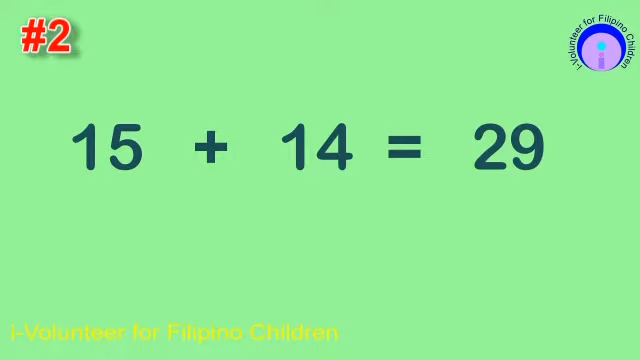 #2
i-Volunteer for Filipino Children
i
15 + 14 = 29
i-Volunteer for Filipino Children